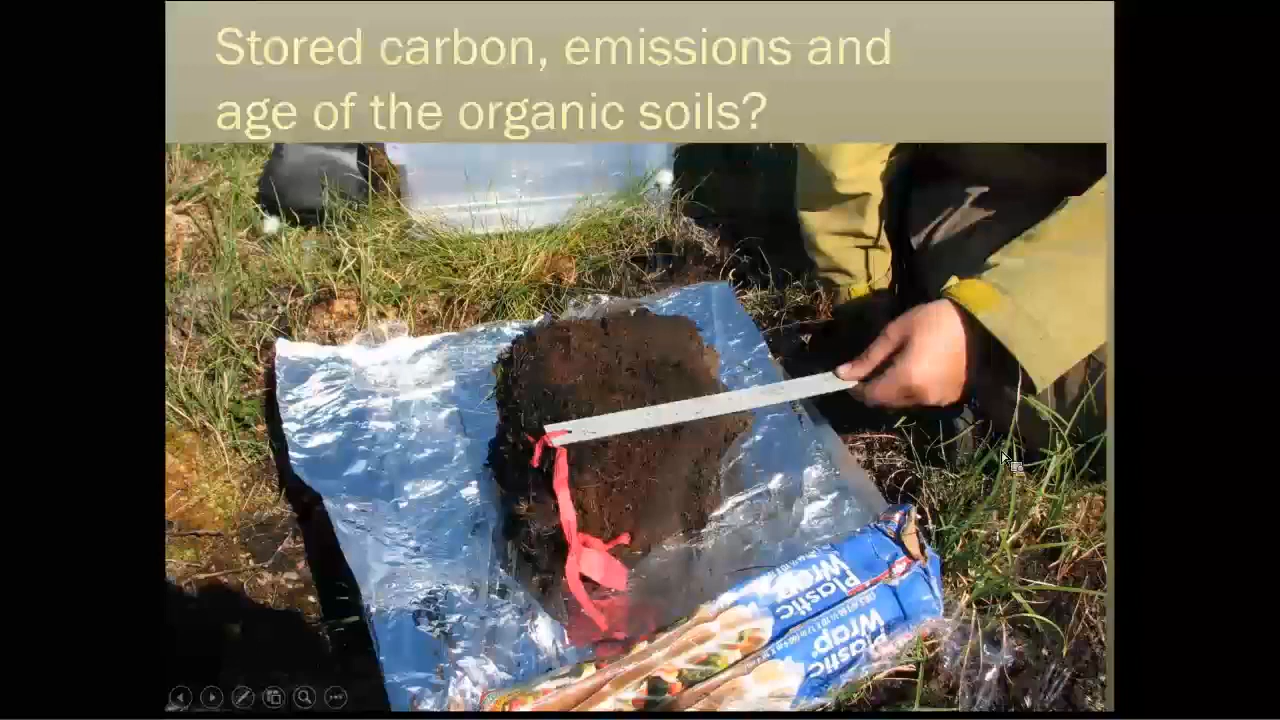 Stored carbon, emissions and
age of the organic soils?
Plastic
Wrap
Plastic
Wrap